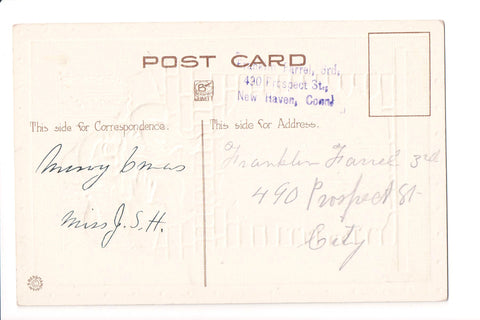 POST CARD
Farrel, 3rd,
490 Prospect St.,
New Haven, Conn.
This side for Correspondence.
This side for Address.
Merry Xmas
Miss J. S. H.
Franklin Farrel 3rd
490 Prospect St
City